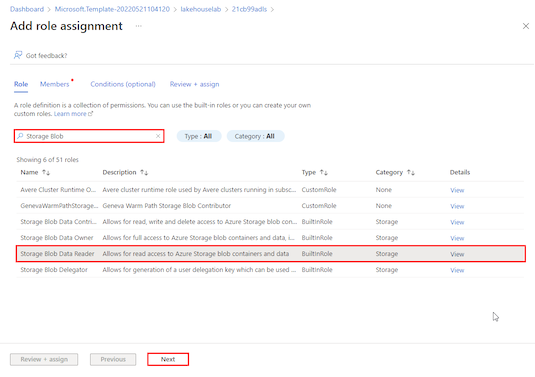 Dashboard > Microsoft.Template-20220521104120 > lakehouselab > 21cb99adls >
Add role assignment ...
Got feedback?
Role Members * Conditions (optional) Review + assign
A role definition is a collection of permissions. You can use the built-in roles or you can create your own
custom roles. Learn more
Storage Blob Type : All Category : All
Showing 6 of 51 roles
Name ↑↓ Description ↑↓ Type ↑↓ Category ↑↓ Details
Avere Cluster Runtime O... Avere cluster runtime role used by Avere clusters running in subsc... CustomRole None View
GenevaWarmPathStorage... Geneva Warm Path Storage Blob Contributor CustomRole None View
Storage Blob Data Contri... Allows for read, write and delete access to Azure Storage blob con... BuiltInRole Storage View
Storage Blob Data Owner Allows for full access to Azure Storage blob containers and data, i... BuiltInRole Storage View
Storage Blob Data Reader Allows for read access to Azure Storage blob containers and data BuiltInRole Storage View
Storage Blob Delegator Allows for generation of a user delegation key which can be used ... BuiltInRole Storage View
Review + assign Previous Next